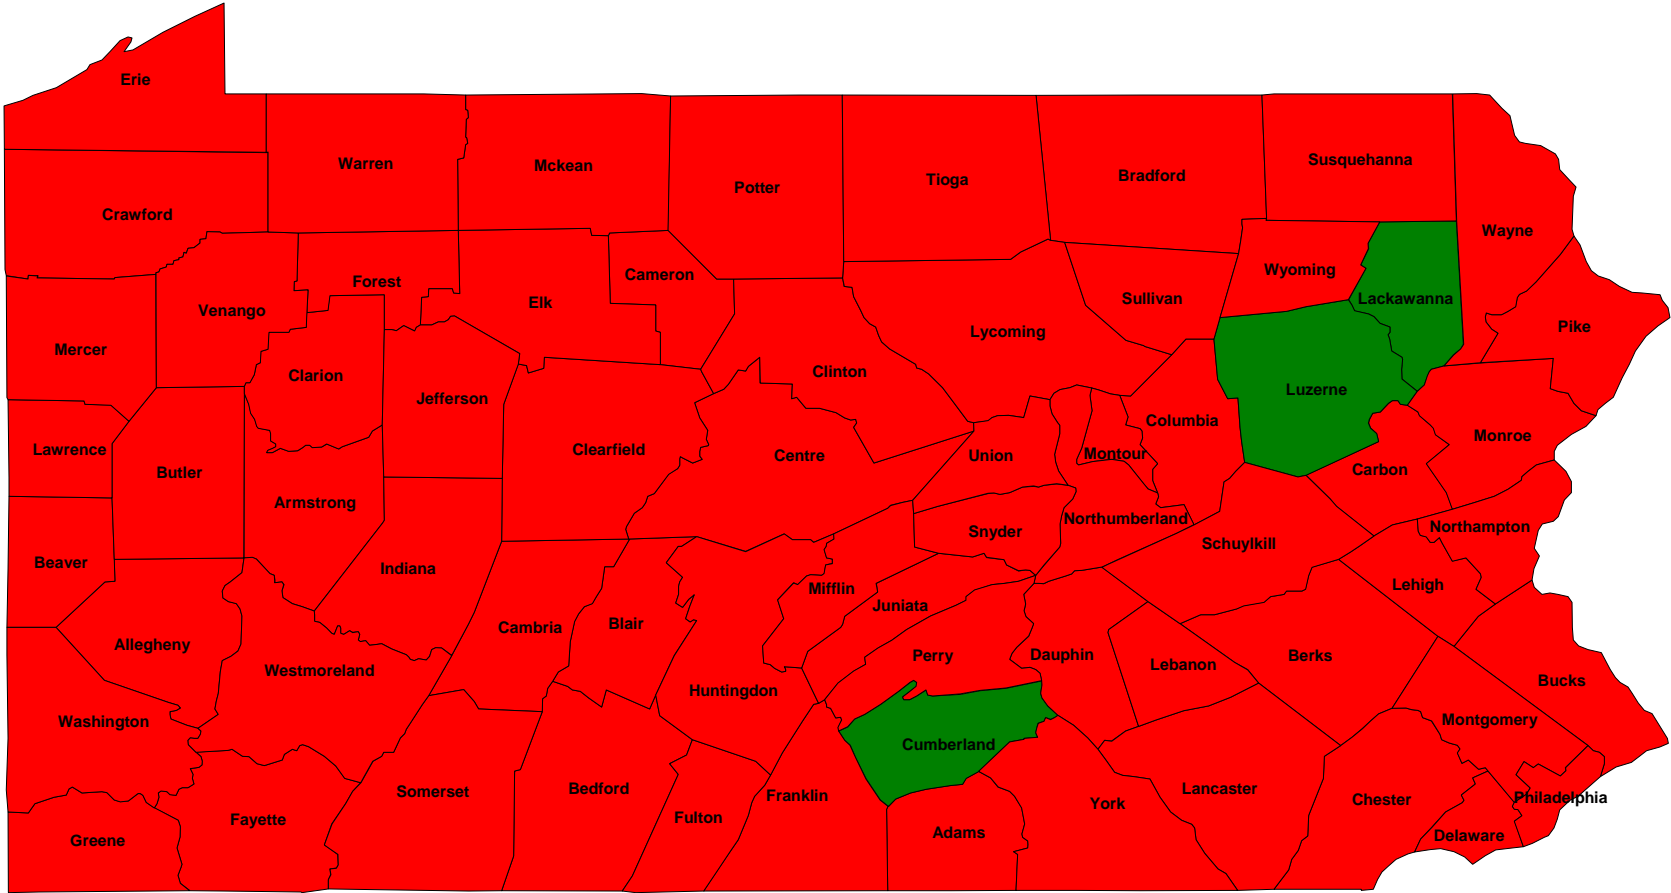 Erie
Warren
Mckean
Potter
Tioga
Bradford
Susquehanna
Wayne
Crawford
Forest
Elk
Cameron
Sullivan
Wyoming
Lackawanna
Pike
Venango
Lycoming
Mercer
Clarion
Clinton
Luzerne
Jefferson
Columbia
Monroe
Lawrence
Butler
Clearfield
Centre
Union
Montour
Carbon
Armstrong
Northumberland
Northampton
Snyder
Schuylkill
Beaver
Indiana
Mifflin
Lehigh
Juniata
Allegheny
Cambria
Blair
Perry
Dauphin
Lebanon
Berks
Bucks
Westmoreland
Huntingdon
Washington
Montgomery
Cumberland
Somerset
Bedford
Franklin
Lancaster
Chester
Philadelphia
York
Greene
Fayette
Fulton
Adams
Delaware